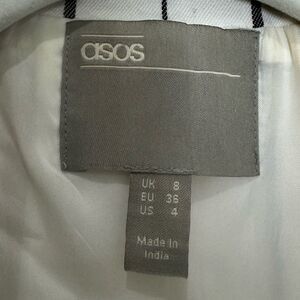 asos
UK 8
EU 36
US 4
Made In
India